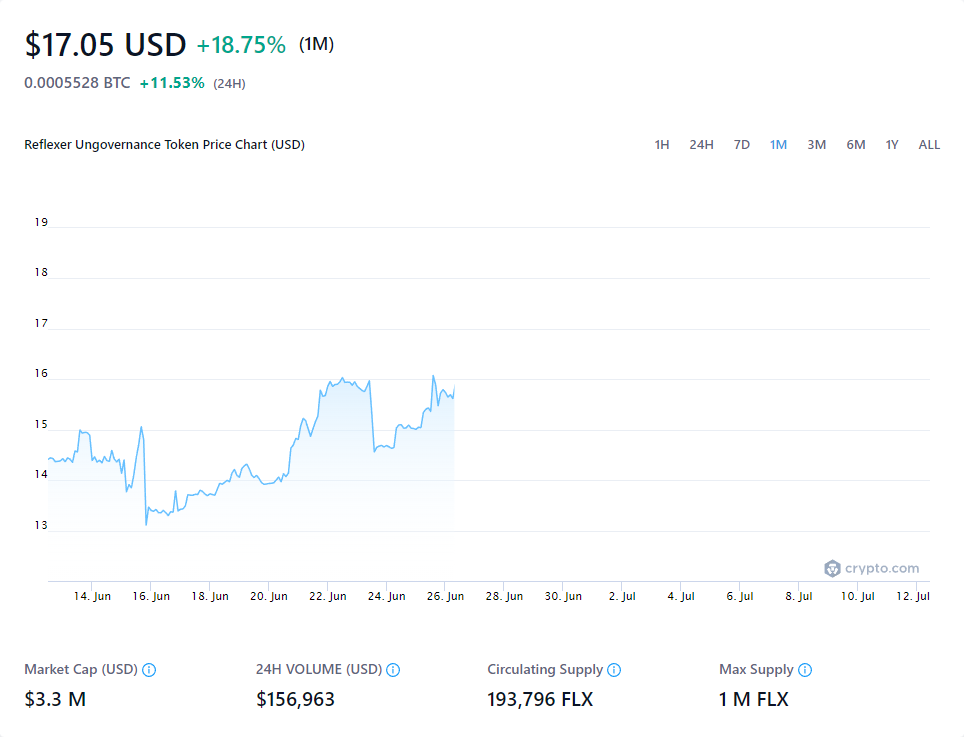 $17.05 USD +18.75% (1M)
0.0005528 BTC +11.53% (24H)
Reflexer Ungovernance Token Price Chart (USD) 1H 24H 7D 1M 3M 6M 1Y ALL
19
18
17
16
15
14
13
crypto.com
14. Jun 16. Jun 18. Jun 20. Jun 22. Jun 24. Jun 26. Jun 28. Jun 30. Jun 2. Jul 4. Jul 6. Jul 8. Jul 10. Jul 12. Jul
Market Cap (USD) 24H VOLUME (USD) Circulating Supply Max Supply
$3.3 M $156,963 193,796 FLX 1 M FLX